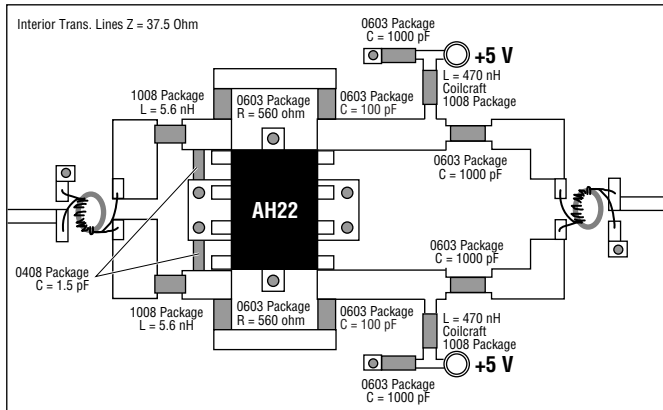 Interior Trans. Lines Z = 37.5 Ohm
0603 Package
C = 1000 pF
+5 V
1008 Package
L = 5.6 nH
0603 Package
R = 560 ohm
0603 Package
C = 100 pF
L = 470 nH
Coilcraft
1008 Package
0603 Package
C = 1000 pF
AH22
0408 Package
C = 1.5 pF
0603 Package
C = 1000 pF
1008 Package
L = 5.6 nH
0603 Package
R = 560 ohm
0603 Package
C = 100 pF
L = 470 nH
Coilcraft
1008 Package
+5 V
0603 Package
C = 1000 pF